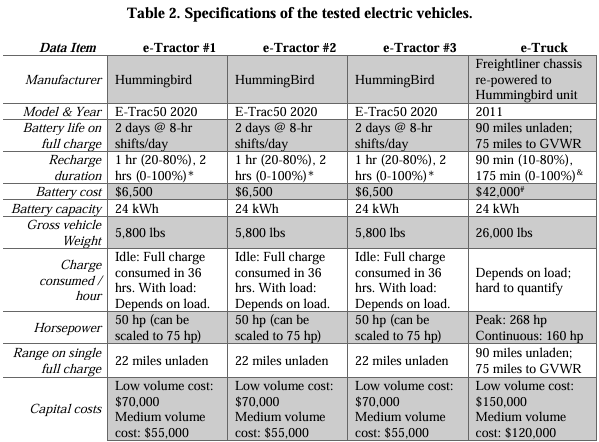 Table 2. Specifications of the tested electric vehicles.
Data Item e-Tractor #1 e-Tractor #2 e-Tractor #3 e-Truck
Manufacturer HummingBird HummingBird HummingBird Freightliner chassis
re-powered to
Hummingbird unit
Model & Year E-Trac50 2020 E-Trac50 2020 E-Trac50 2020 2011
Battery life on 2 days @ 8-hr 2 days @ 8-hr 2 days @ 8-hr 90 miles unladen;
full charge shifts/day shifts/day shifts/day 75 miles to GVWR
Recharge 1 hr (20-80%), 2 1 hr (20-80%), 2 1 hr (20-80%), 2 90 min (10-80%),
duration hrs (0-100%)* hrs (0-100%)* hrs (0-100%)* 175 min (0-100%)&
Battery cost $6,500 $6,500 $6,500 $42,000#
Battery capacity 24 kWh 24 kWh 24 kWh 24 kWh
Gross vehicle
Weight 5,800 lbs 5,800 lbs 5,800 lbs 26,000 lbs
Charge
consumed /
hour
Idle: Full charge Idle: Full charge Idle: Full charge
consumed in 36 consumed in 36 consumed in 36 Depends on load;
hrs. With load: hrs. With load: hrs. With load: hard to quantify
Depends on load. Depends on load. Depends on load.
Horsepower 50 hp (can be 50 hp (can be 50 hp (can be Peak: 268 hp
scaled to 75 hp) scaled to 75 hp) scaled to 75 hp) Continuous: 160 hp
Range on single 22 miles unladen 22 miles unladen 22 miles unladen 90 miles unladen;
full charge 75 miles to GVWR
Capital costs
Low volume cost: Low volume cost: Low volume cost: Low volume cost:
$70,000 $70,000 $70,000 $150,000
Medium volume Medium volume Medium volume Medium volume
cost: $55,000 cost: $55,000 cost: $55,000 cost: $120,000